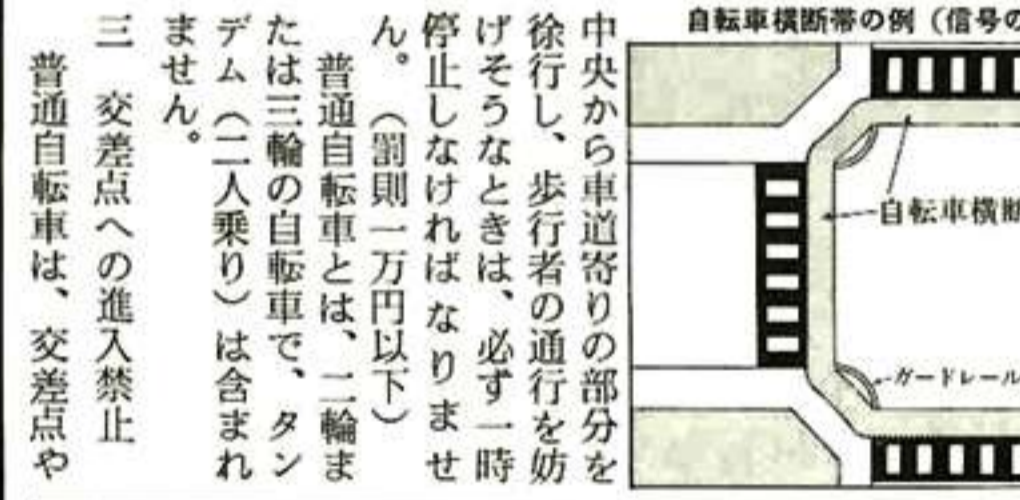 自転車横断帯の例（信号の
自転車横断
ガードレール
中央から車道寄りの部分を
徐行し、歩行者の通行を妨
げそうなときは、必ず一時
停止しなければなりませ
ん。（罰則一万円以下）
普通自転車とは、二輪ま
たは三輪の自転車で、タン
デム（二人乗り）は含まれ
ません。
三　交差点への進入禁止
普通自転車は、交差点や